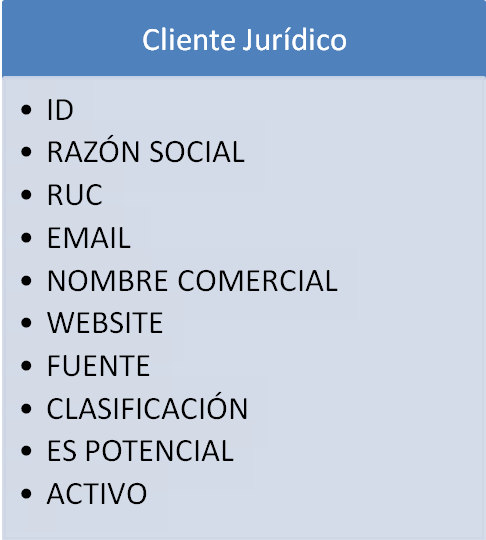 Cliente Jurídico
• ID
• RAZÓN SOCIAL
• RUC
• EMAIL
• NOMBRE COMERCIAL
• WEBSITE
• FUENTE
• CLASIFICACIÓN
• ES POTENCIAL
• ACTIVO